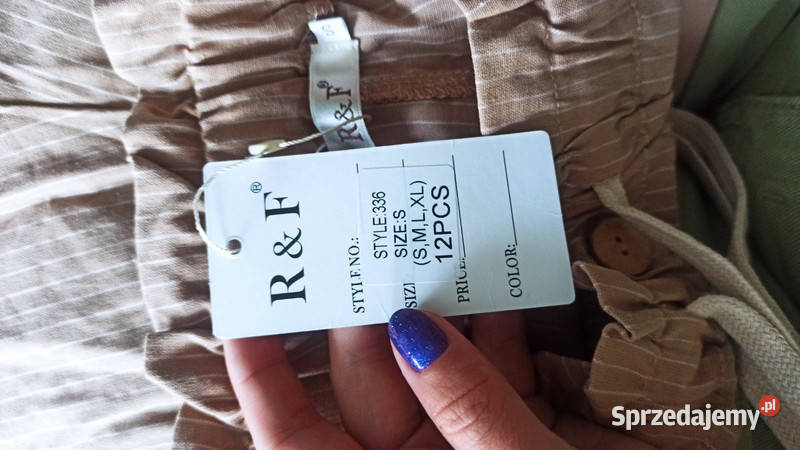 S
R&F®
R&F®
STYLE NO.:
STYLE:336
SIZE:S
(S,M,L,XL)
12PCS
SIZE
PRICE:
COLOR:
Sprzedajemy.pl